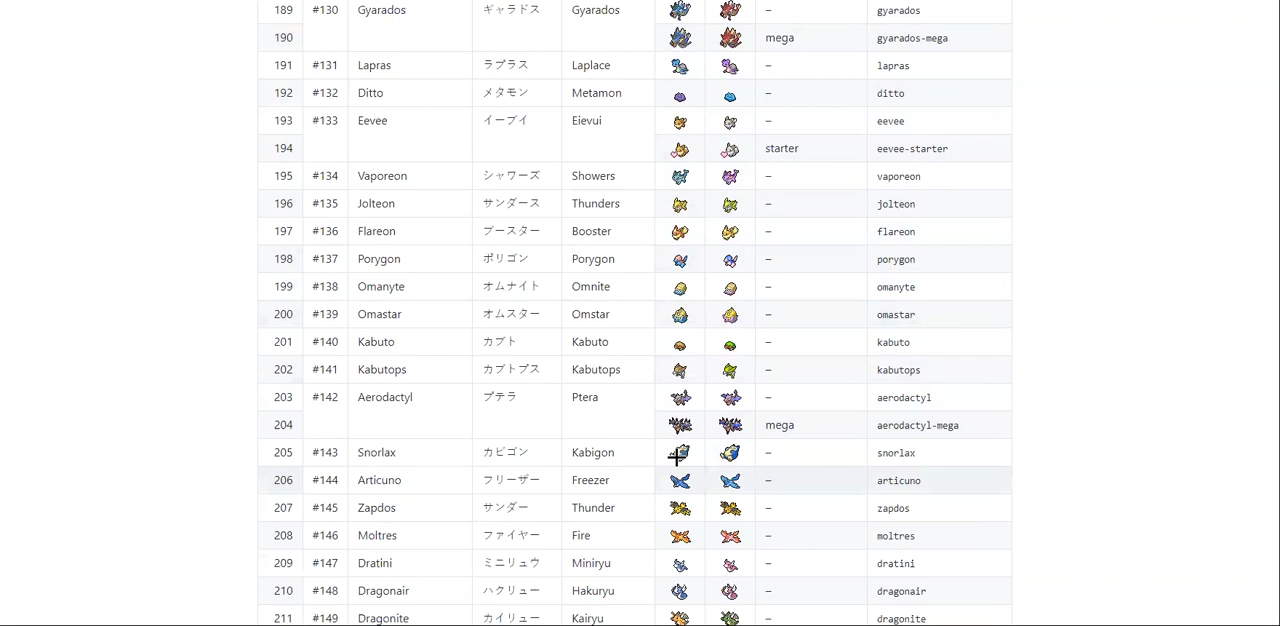 189 #130 Gyarados ギャラドス Gyarados – gyarados
190 mega gyarados-mega
191 #131 Lapras ラプラス Laplace – lapras
192 #132 Ditto メタモン Metamon – ditto
193 #133 Eevee イーブイ Eievui – eevee
194 starter eevee-starter
195 #134 Vaporeon シャワーズ Showers – vaporeon
196 #135 Jolteon サンダース Thunders – jolteon
197 #136 Flareon ブースター Booster – flareon
198 #137 Porygon ポリゴン Porygon – porygon
199 #138 Omanyte オムナイト Omnite – omanyte
200 #139 Omastar オムスター Omstar – omastar
201 #140 Kabuto カブト Kabuto – kabuto
202 #141 Kabutops カブトプス Kabutops – kabutops
203 #142 Aerodactyl プテラ Ptera – aerodactyl
204 mega aerodactyl-mega
205 #143 Snorlax カビゴン Kabigon – snorlax
206 #144 Articuno フリーザー Freezer – articuno
207 #145 Zapdos サンダー Thunder – zapdos
208 #146 Moltres ファイヤー Fire – moltres
209 #147 Dratini ミニリュウ Miniryu – dratini
210 #148 Dragonair ハクリュー Hakuryu – dragonair
211 #149 Dragonite カイリュー Kairyu – dragonite